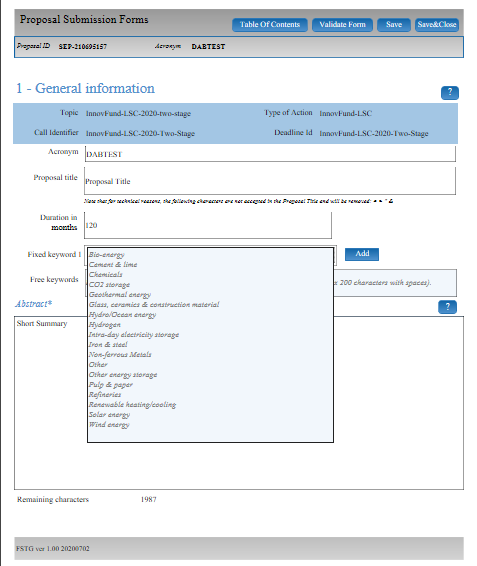 Proposal Submission Forms
Table Of Contents Validate Form Save Save&Close
Proposal ID SEP-210695157 Acronym DABTEST
1 - General information ?
Topic InnovFund-LSC-2020-two-stage Type of Action InnovFund-LSC
Call Identifier InnovFund-LSC-2020-Two-Stage Deadline Id InnovFund-LSC-2020-Two-Stage
Acronym DABTEST
Proposal title Proposal Title
Note that for technical reasons, the following characters are not accepted in the Proposal Title and will be removed: < > " &
Duration in
months 120
Fixed keyword 1 Add
Bio-energy
Cement & lime
Chemicals
CO2 storage
Geothermal energy
Glass, ceramics & construction material
Hydro/Ocean energy
Hydrogen
Intra-day electricity storage
Iron & steel
Non-ferrous Metals
Other
Other energy storage
Pulp & paper
Refineries
Renewable heating/cooling
Solar energy
Wind energy
Free keywords x 200 characters with spaces).
Abstract* ?
Short Summary
Remaining characters 1987
FSTG ver 1.00 20200702